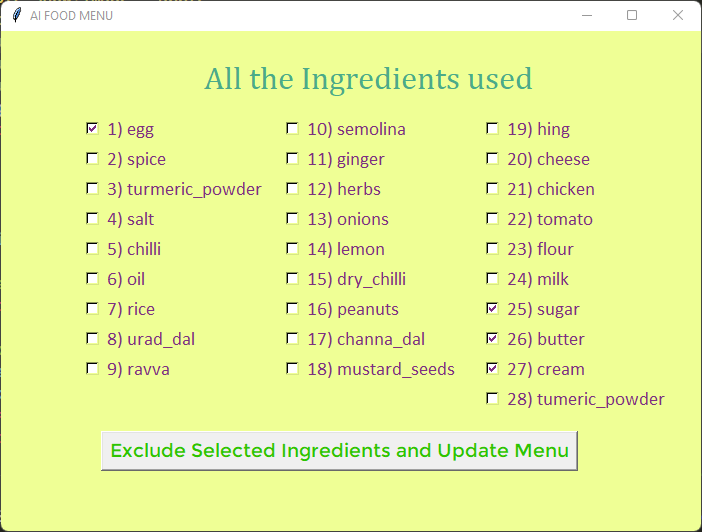 AI FOOD MENU
All the Ingredients used
1) egg
2) spice
3) turmeric_powder
4) salt
5) chilli
6) oil
7) rice
8) urad_dal
9) ravva
10) semolina
11) ginger
12) herbs
13) onions
14) lemon
15) dry_chilli
16) peanuts
17) channa_dal
18) mustard_seeds
19) hing
20) cheese
21) chicken
22) tomato
23) flour
24) milk
25) sugar
26) butter
27) cream
28) tumeric_powder
Exclude Selected Ingredients and Update Menu